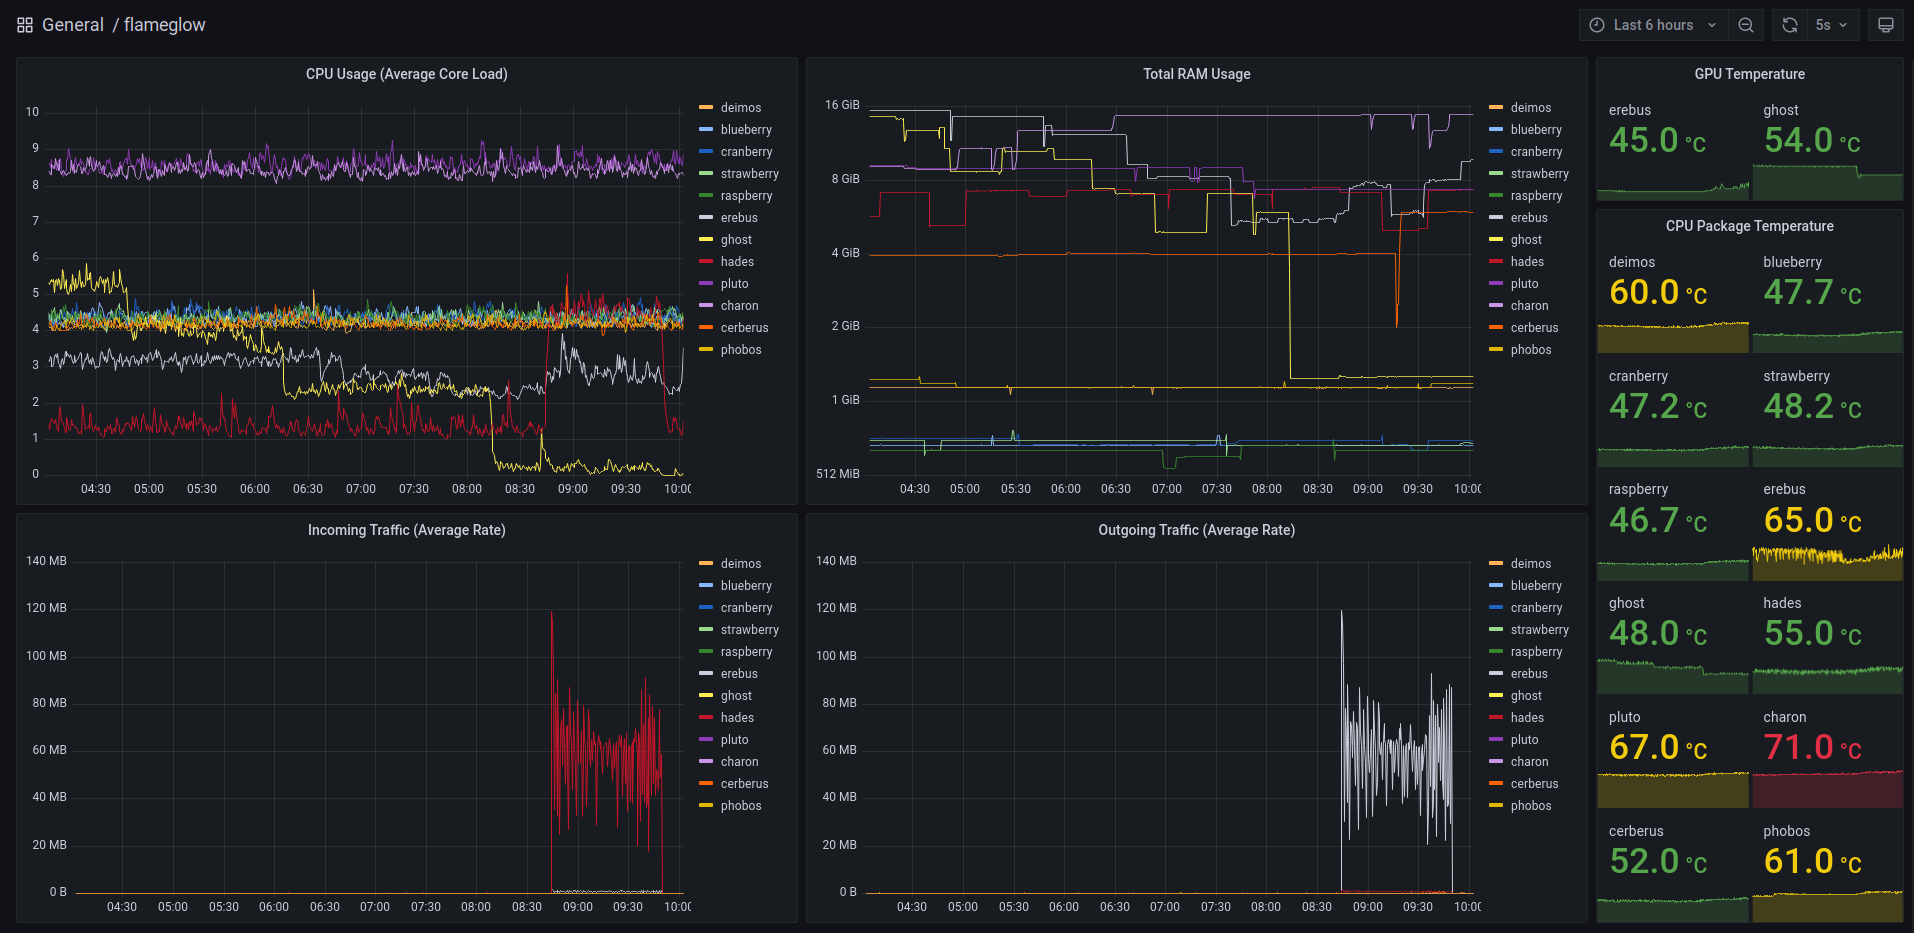 General / flameglow
Last 6 hours
5s
CPU Usage (Average Core Load)
10
9
8
7
6
5
4
3
2
1
0
04:30 05:00 05:30 06:00 06:30 07:00 07:30 08:00 08:30 09:00 09:30 10:00
deimos
blueberry
cranberry
strawberry
raspberry
erebus
ghost
hades
pluto
charon
cerberus
phobos
Total RAM Usage
16 GiB
8 GiB
4 GiB
2 GiB
1 GiB
512 MiB
04:30 05:00 05:30 06:00 06:30 07:00 07:30 08:00 08:30 09:00 09:30 10:00
deimos
blueberry
cranberry
strawberry
raspberry
erebus
ghost
hades
pluto
charon
cerberus
phobos
Incoming Traffic (Average Rate)
140 MB
120 MB
100 MB
80 MB
60 MB
40 MB
20 MB
0 B
04:30 05:00 05:30 06:00 06:30 07:00 07:30 08:00 08:30 09:00 09:30 10:00
deimos
blueberry
cranberry
strawberry
raspberry
erebus
ghost
hades
pluto
charon
cerberus
phobos
Outgoing Traffic (Average Rate)
140 MB
120 MB
100 MB
80 MB
60 MB
40 MB
20 MB
0 B
04:30 05:00 05:30 06:00 06:30 07:00 07:30 08:00 08:30 09:00 09:30 10:00
deimos
blueberry
cranberry
strawberry
raspberry
erebus
ghost
hades
pluto
charon
cerberus
phobos
GPU Temperature
erebus
45.0 °C
ghost
54.0 °C
CPU Package Temperature
deimos
60.0 °C
blueberry
47.7 °C
cranberry
47.2 °C
strawberry
48.2 °C
raspberry
46.7 °C
erebus
65.0 °C
ghost
48.0 °C
hades
55.0 °C
pluto
67.0 °C
charon
71.0 °C
cerberus
52.0 °C
phobos
61.0 °C